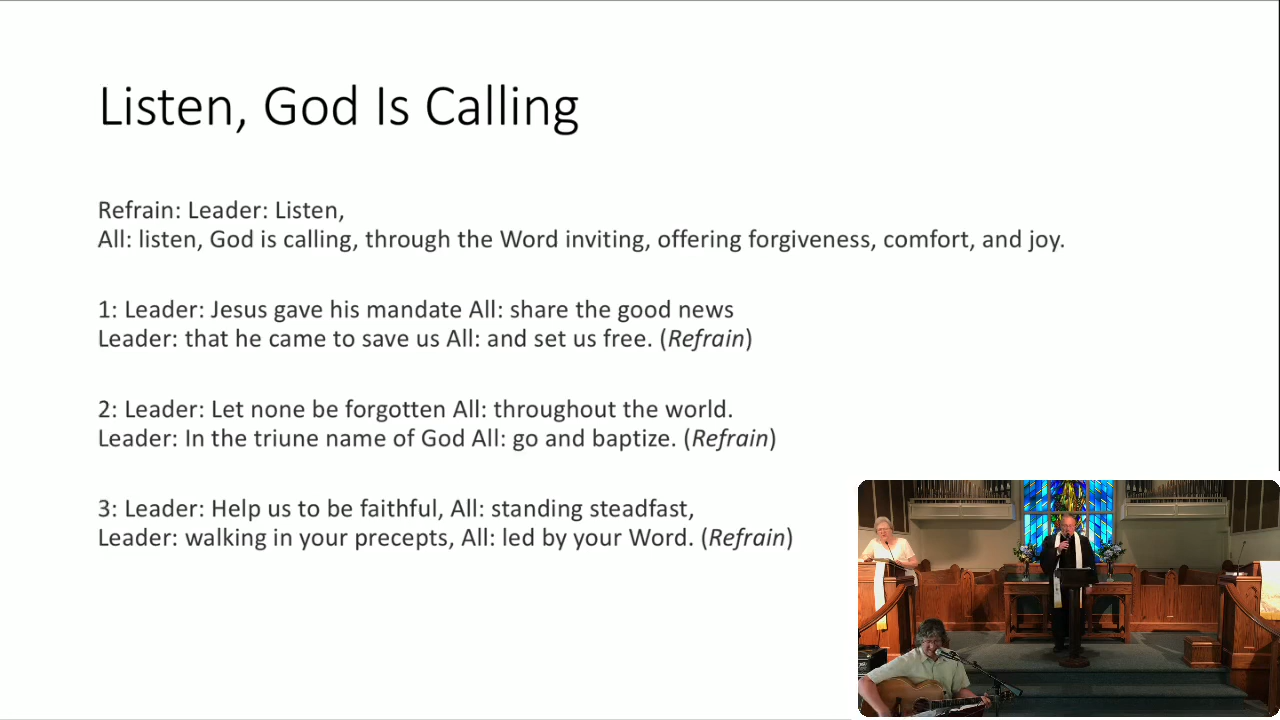 Listen, God Is Calling
Refrain: Leader: Listen,
All: listen, God is calling, through the Word inviting, offering forgiveness, comfort, and joy.
1: Leader: Jesus gave his mandate All: share the good news
Leader: that he came to save us All: and set us free. (Refrain)
2: Leader: Let none be forgotten All: throughout the world.
Leader: In the triune name of God All: go and baptize. (Refrain)
3: Leader: Help us to be faithful, All: standing steadfast,
Leader: walking in your precepts, All: led by your Word. (Refrain)